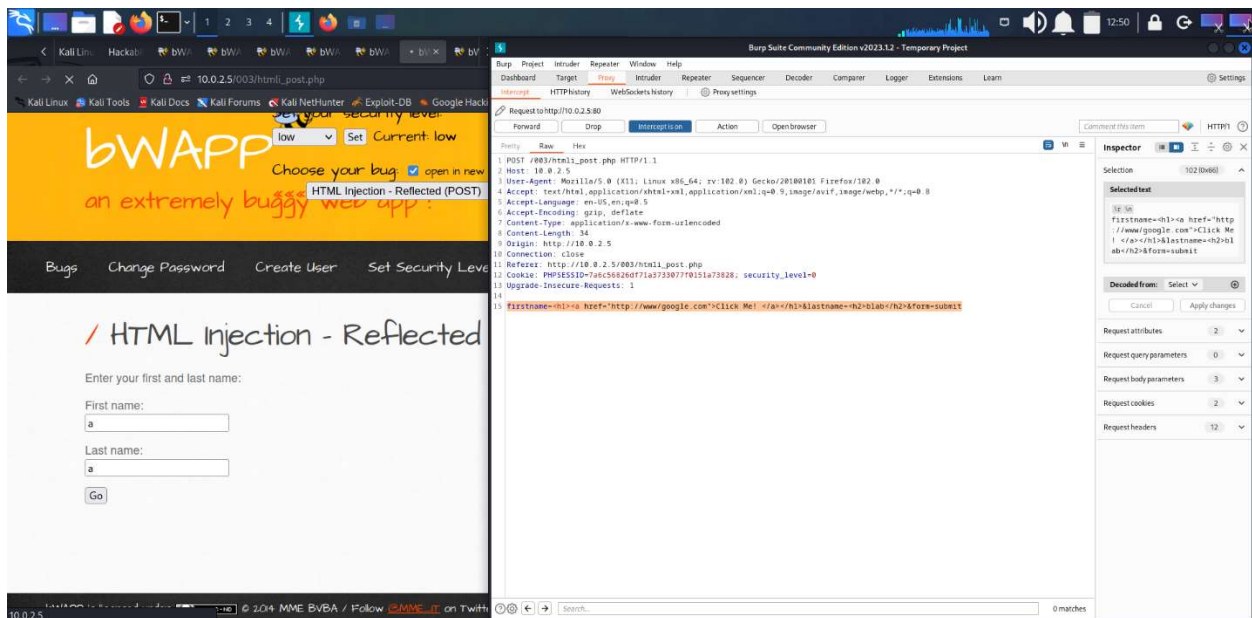 1 2 3 4
12:50
Kali Lin
Hackabl
bWA
bWA
bWA
bWA
bWA
bW
bW
10.0.2.5/003/htmli_post.php
Kali Linux
Kali Tools
Kali Docs
Kali Forums
Kali NetHunter
Exploit-DB
Google Hacki
Set your security level:
low
Set
Current: low
bWAPP
Choose your bug:
open in new
HTML Injection - Reflected (POST)
an extremely buggy web app !
Bugs
Change Password
Create User
Set Security Leve
/ HTML Injection - Reflected
Enter your first and last name:
First name:
a
Last name:
a
Go
© 2014 MME BVBA / Follow @MME_IT on Twitt
10.0.2.5
Burp Suite Community Edition v2023.1.2 - Temporary Project
Burp Project Intruder Repeater Window Help
Dashboard Target Proxy Intruder Repeater Sequencer Decoder Comparer Logger Extensions Learn
Settings
Intercept HTTP history WebSockets history Proxy settings
Request to http://10.0.2.5:80
Forward Drop Intercept is on Action Open browser
Comment this item
HTTP/1
Pretty Raw Hex
1 POST /003/htmli_post.php HTTP/1.1
2 Host: 10.0.2.5
3 User-Agent: Mozilla/5.0 (X11; Linux x86_64; rv:102.0) Gecko/20100101 Firefox/102.0
4 Accept: text/html,application/xhtml+xml,application/xml;q=0.9,image/avif,image/webp,*/*;q=0.8
5 Accept-Language: en-US,en;q=0.5
6 Accept-Encoding: gzip, deflate
7 Content-Type: application/x-www-form-urlencoded
8 Content-Length: 34
9 Origin: http://10.0.2.5
10 Connection: close
11 Referer: http://10.0.2.5/003/htmli_post.php
12 Cookie: PHPSESSID=7a6c56826df71a3733077f0151a73828; security_level=0
13 Upgrade-Insecure-Requests: 1
14
15 firstname=<h1><a href="http://www/google.com">Click Me! </a></h1>&lastname=<h2>blab</h2>&form=submit
Search...
0 matches
Inspector
Selection 102 (0x66)
Selected text
\r \n
firstname=<h1><a href="http
://www/google.com">Click Me
! </a></h1>&lastname=<h2>bl
ab</h2>&form=submit
Decoded from: Select
Cancel Apply changes
Request attributes 2
Request query parameters 0
Request body parameters 3
Request cookies 2
Request headers 12